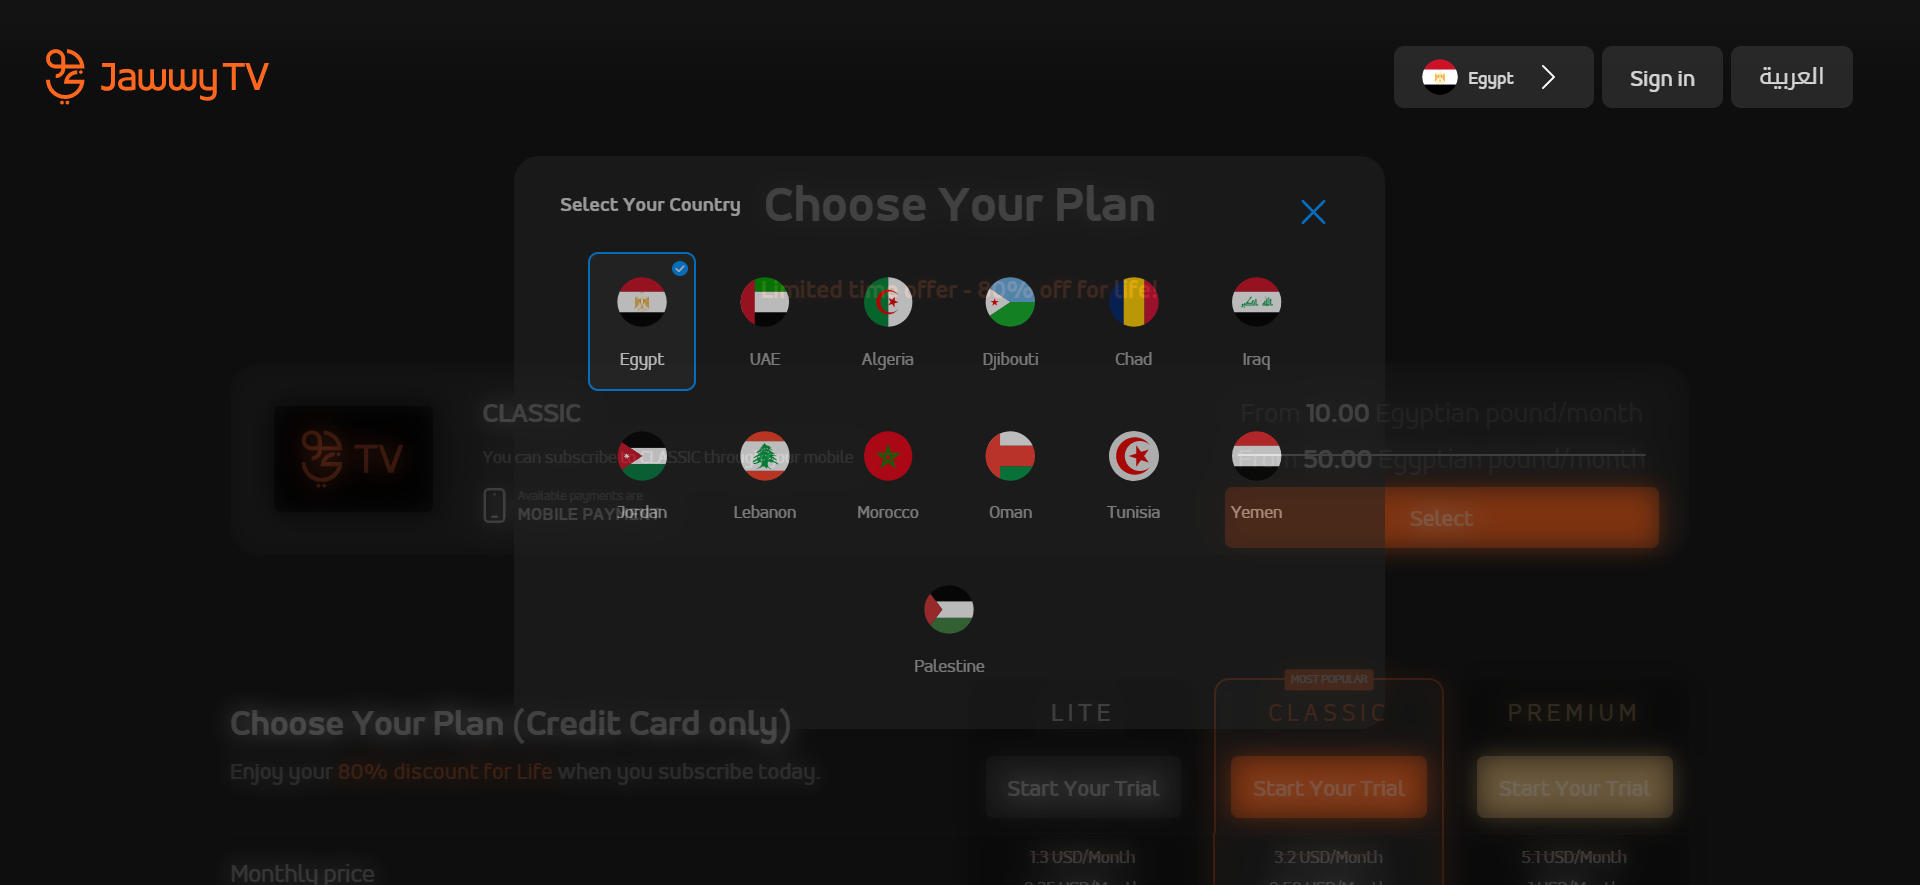 Jawwy TV
Egypt
Sign in
العربية
Select Your Country
Choose Your Plan
Limited time offer - 80% off for life!
Egypt
UAE
Algeria
Djibouti
Chad
Iraq
TV
CLASSIC
You can subscribe to CLASSIC through your mobile
Available payments are
MOBILE PAYMENT
From 10.00 Egyptian pound/month
From 50.00 Egyptian pound/month
Select
Jordan
Lebanon
Morocco
Oman
Tunisia
Yemen
Palestine
Choose Your Plan (Credit Card only)
Enjoy your 80% discount for Life when you subscribe today.
LITE
MOST POPULAR
CLASSIC
PREMIUM
Start Your Trial
Start Your Trial
Start Your Trial
Monthly price
1.3 USD/Month
3.2 USD/Month
5.1 USD/Month